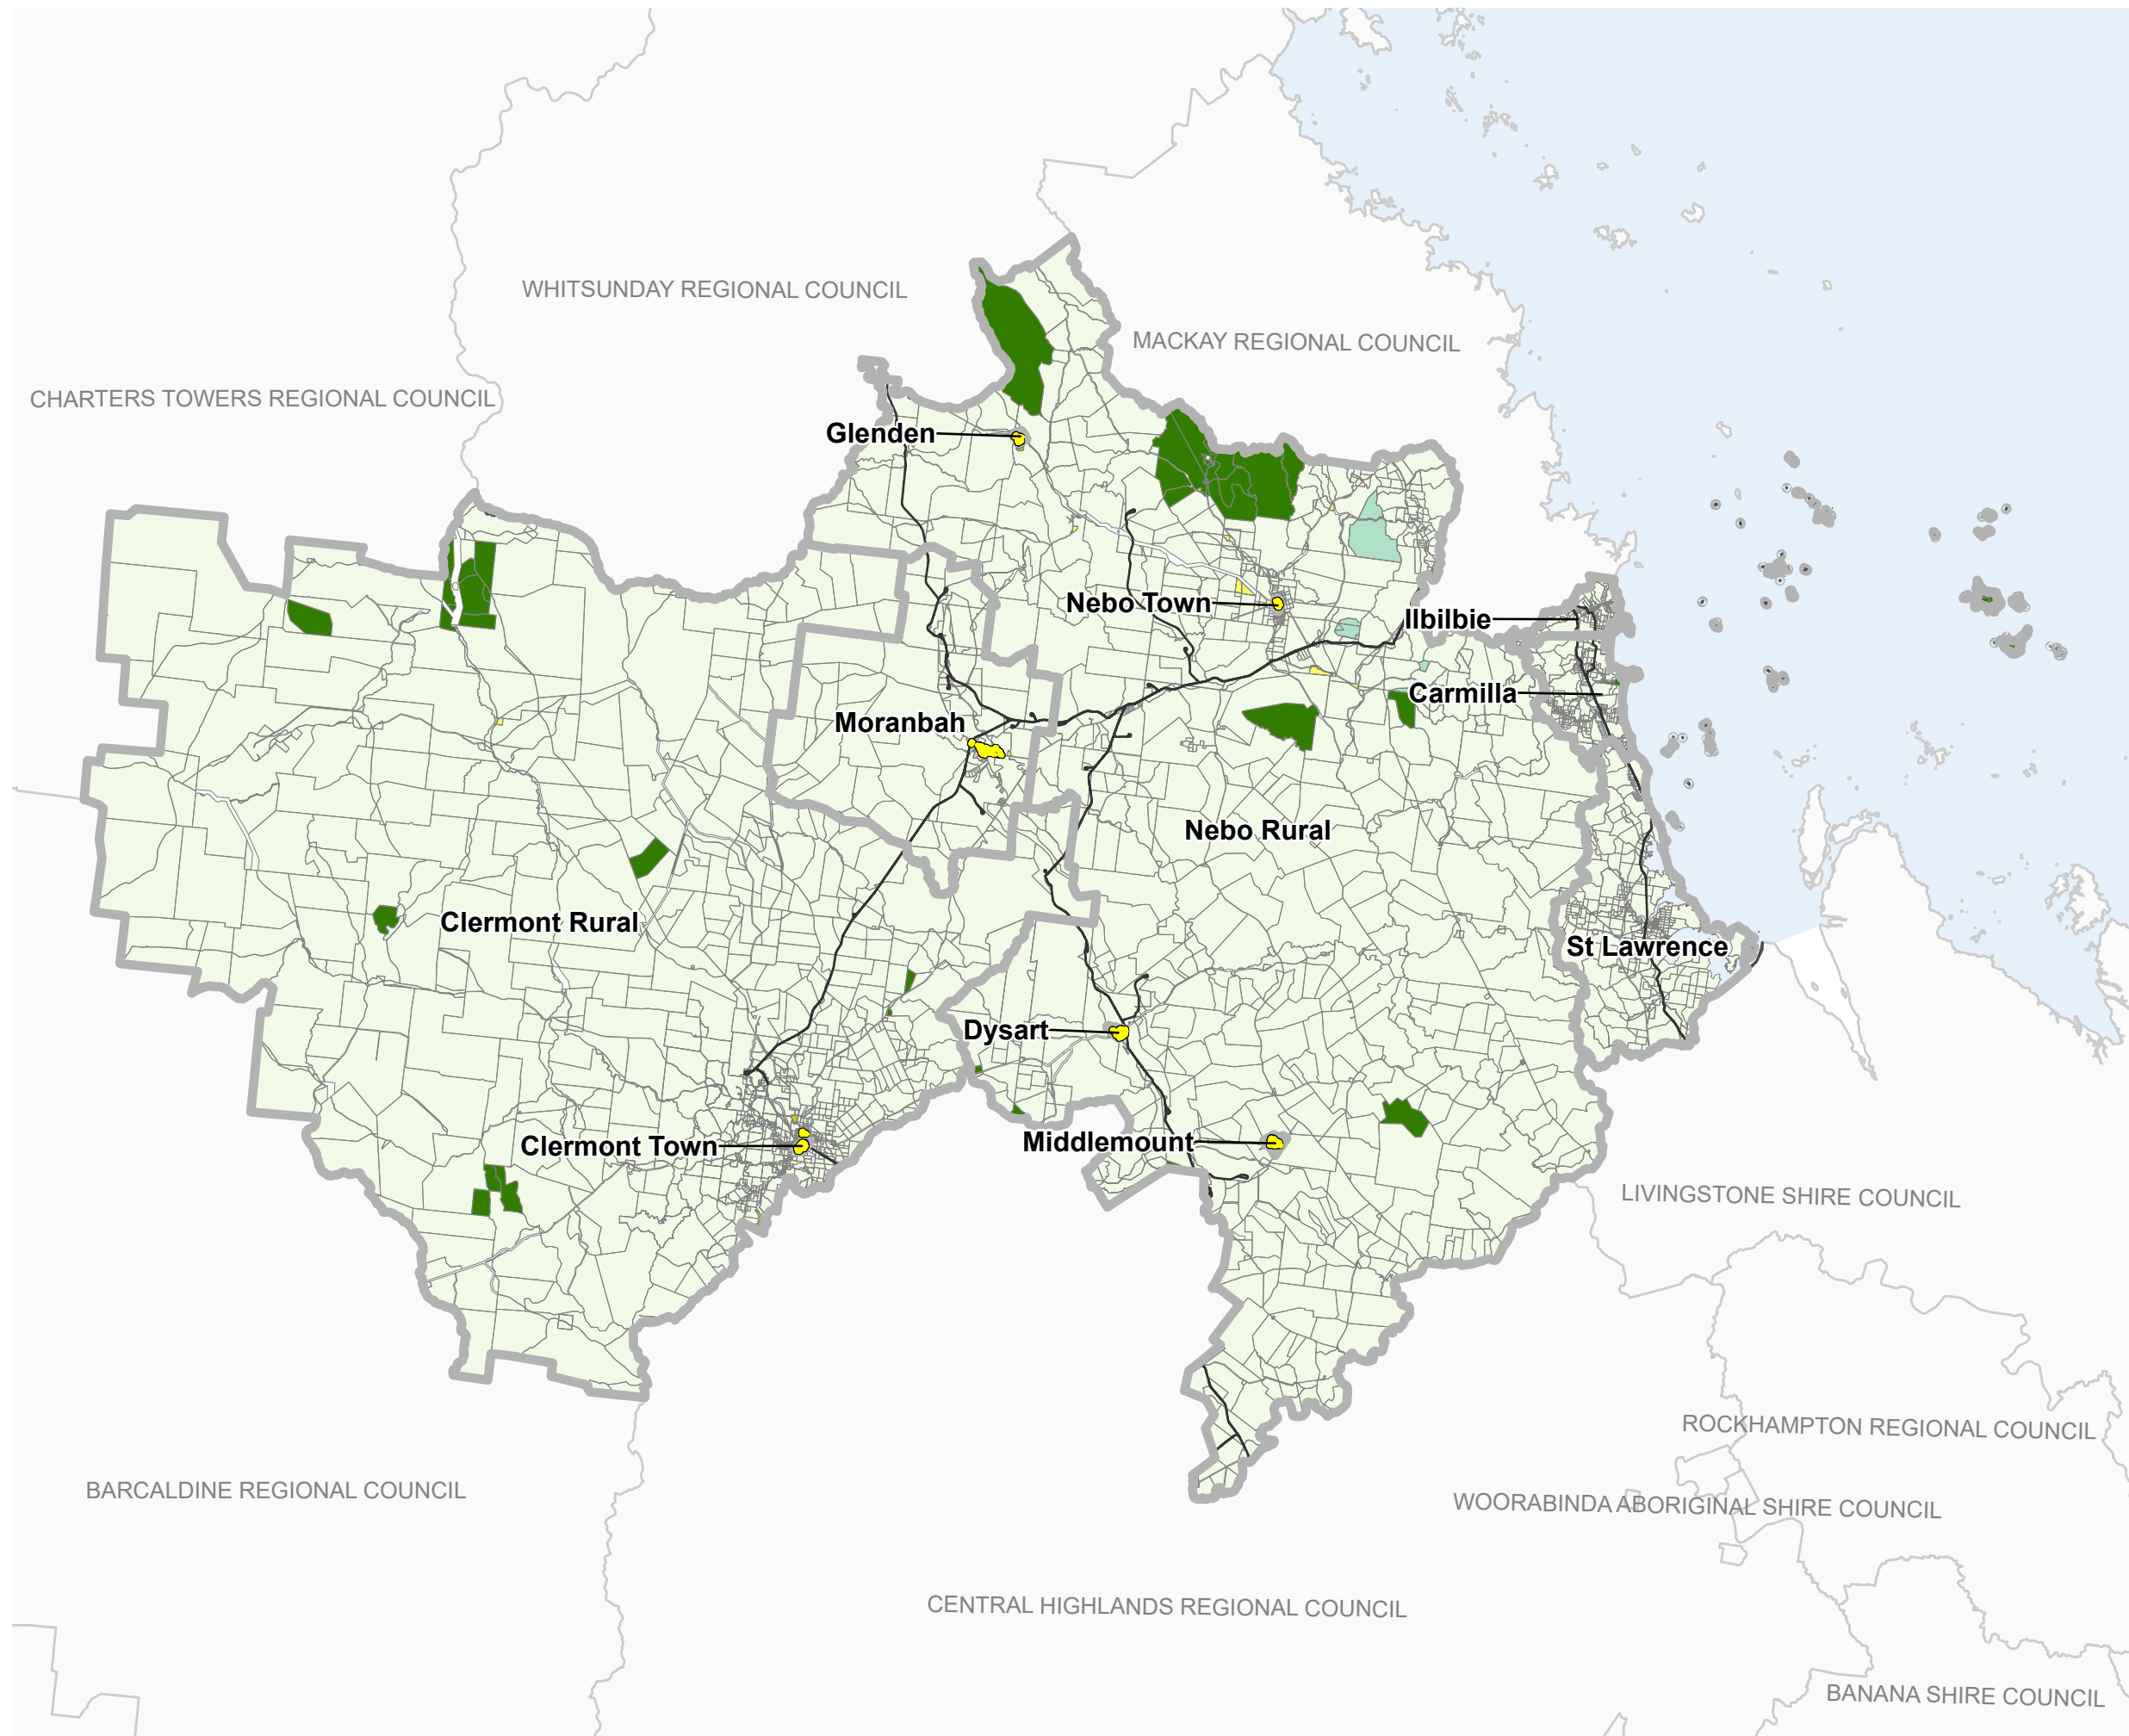 WHITSUNDAY REGIONAL COUNCIL
MACKAY REGIONAL COUNCIL
CHARTERS TOWERS REGIONAL COUNCIL
Glenden
Nebo Town
Ilbilbie
Carmilla
Moranbah
Nebo Rural
Clermont Rural
St Lawrence
Dysart
Middlemount
Clermont Town
LIVINGSTONE SHIRE COUNCIL
ROCKHAMPTON REGIONAL COUNCIL
BARCALDINE REGIONAL COUNCIL
WOORABINDA ABORIGINAL SHIRE COUNCIL
CENTRAL HIGHLANDS REGIONAL COUNCIL
BANANA SHIRE COUNCIL